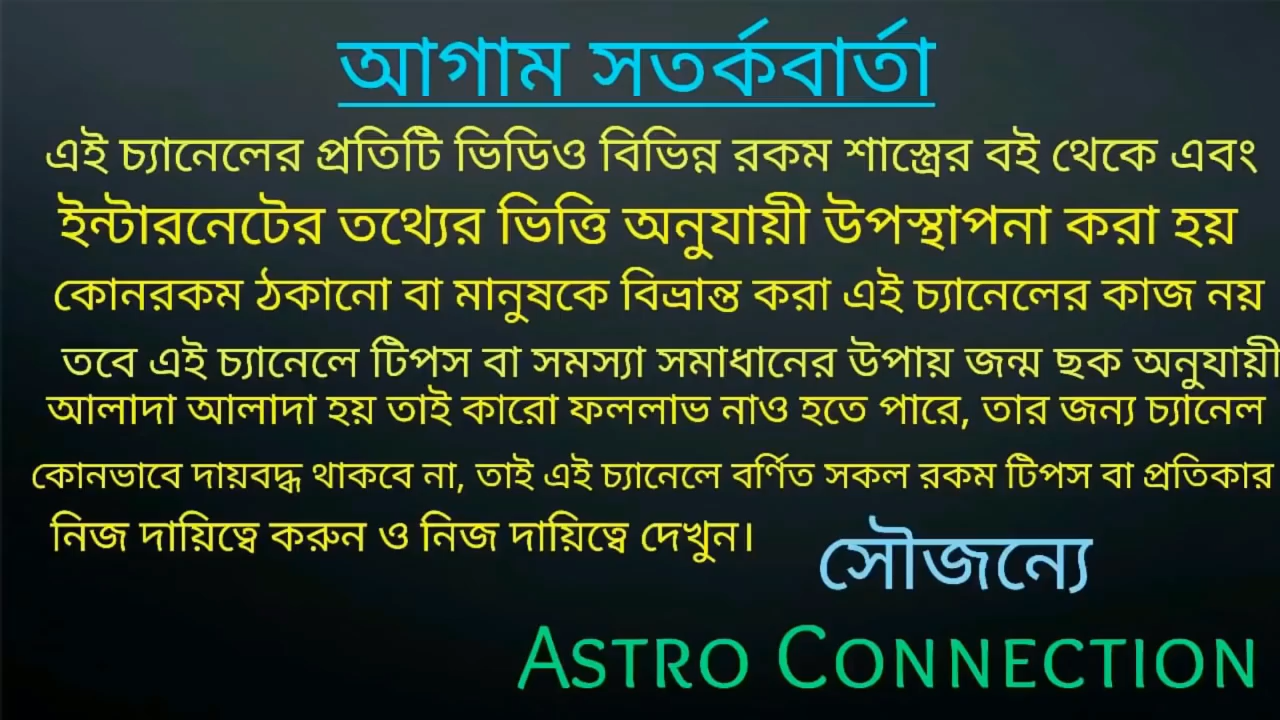 আগাম সতর্কবার্তা
এই চ্যানেলের প্রতিটি ভিডিও বিভিন্ন রকম শাস্ত্রের বই থেকে এবং
ইন্টারনেটের তথ্যের ভিত্তি অনুযায়ী উপস্থাপনা করা হয়
কোনরকম ঠকানো বা মানুষকে বিভ্রান্ত করা এই চ্যানেলের কাজ নয়
তবে এই চ্যানেলে টিপস বা সমস্যা সমাধানের উপায় জন্ম ছক অনুযায়ী
আলাদা আলাদা হয় তাই কারো ফললাভ নাও হতে পারে, তার জন্য চ্যানেল
কোনভাবে দায়বদ্ধ থাকবে না, তাই এই চ্যানেলে বর্ণিত সকল রকম টিপস বা প্রতিকার
নিজ দায়িত্বে করুন ও নিজ দায়িত্বে দেখুন।
সৌজন্যে
ASTRO CONNECTION